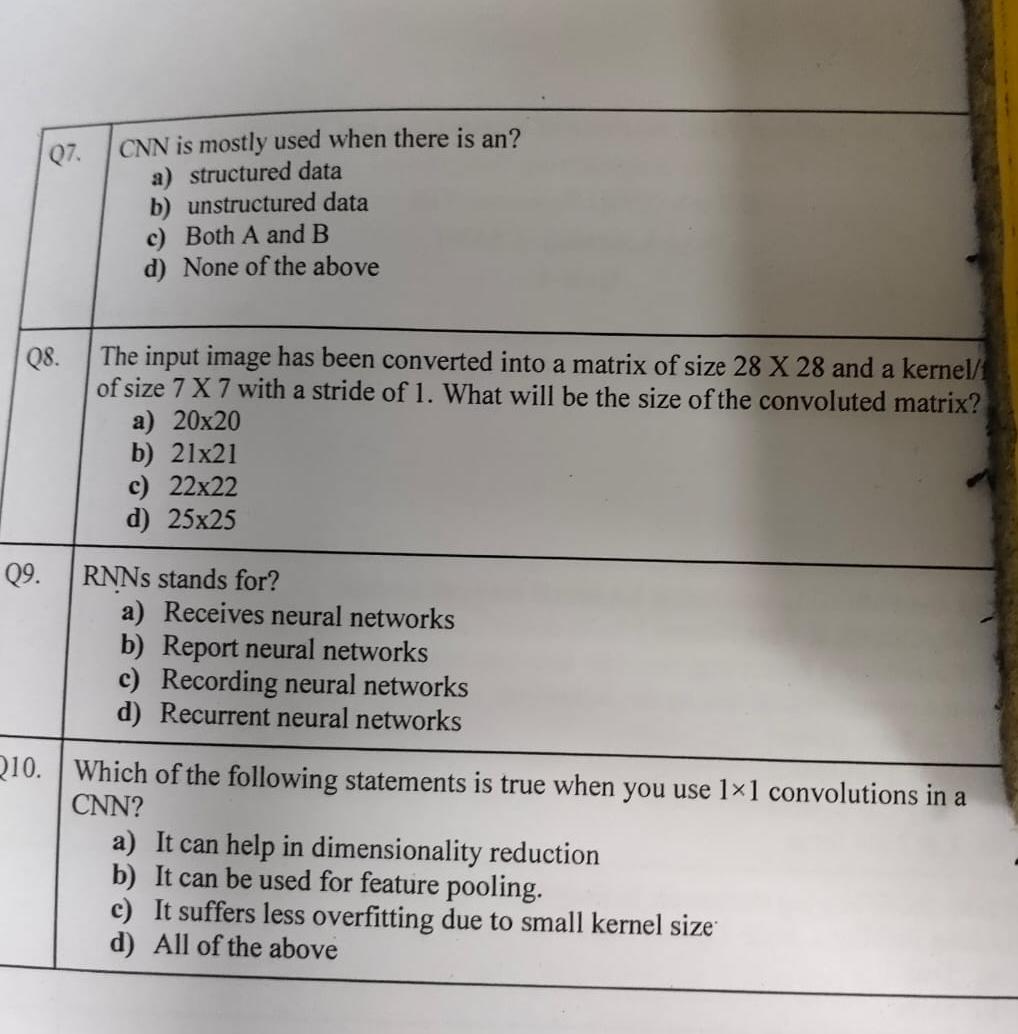 Q7. CNN is mostly used when there is an?
a) structured data
b) unstructured data
c) Both A and B
d) None of the above
Q8. The input image has been converted into a matrix of size 28 X 28 and a kernel/
of size 7 X 7 with a stride of 1. What will be the size of the convoluted matrix?
a) 20x20
b) 21x21
c) 22x22
d) 25x25
Q9. RNNs stands for?
a) Receives neural networks
b) Report neural networks
c) Recording neural networks
d) Recurrent neural networks
Q10. Which of the following statements is true when you use 1×1 convolutions in a
CNN?
a) It can help in dimensionality reduction
b) It can be used for feature pooling.
c) It suffers less overfitting due to small kernel size
d) All of the above